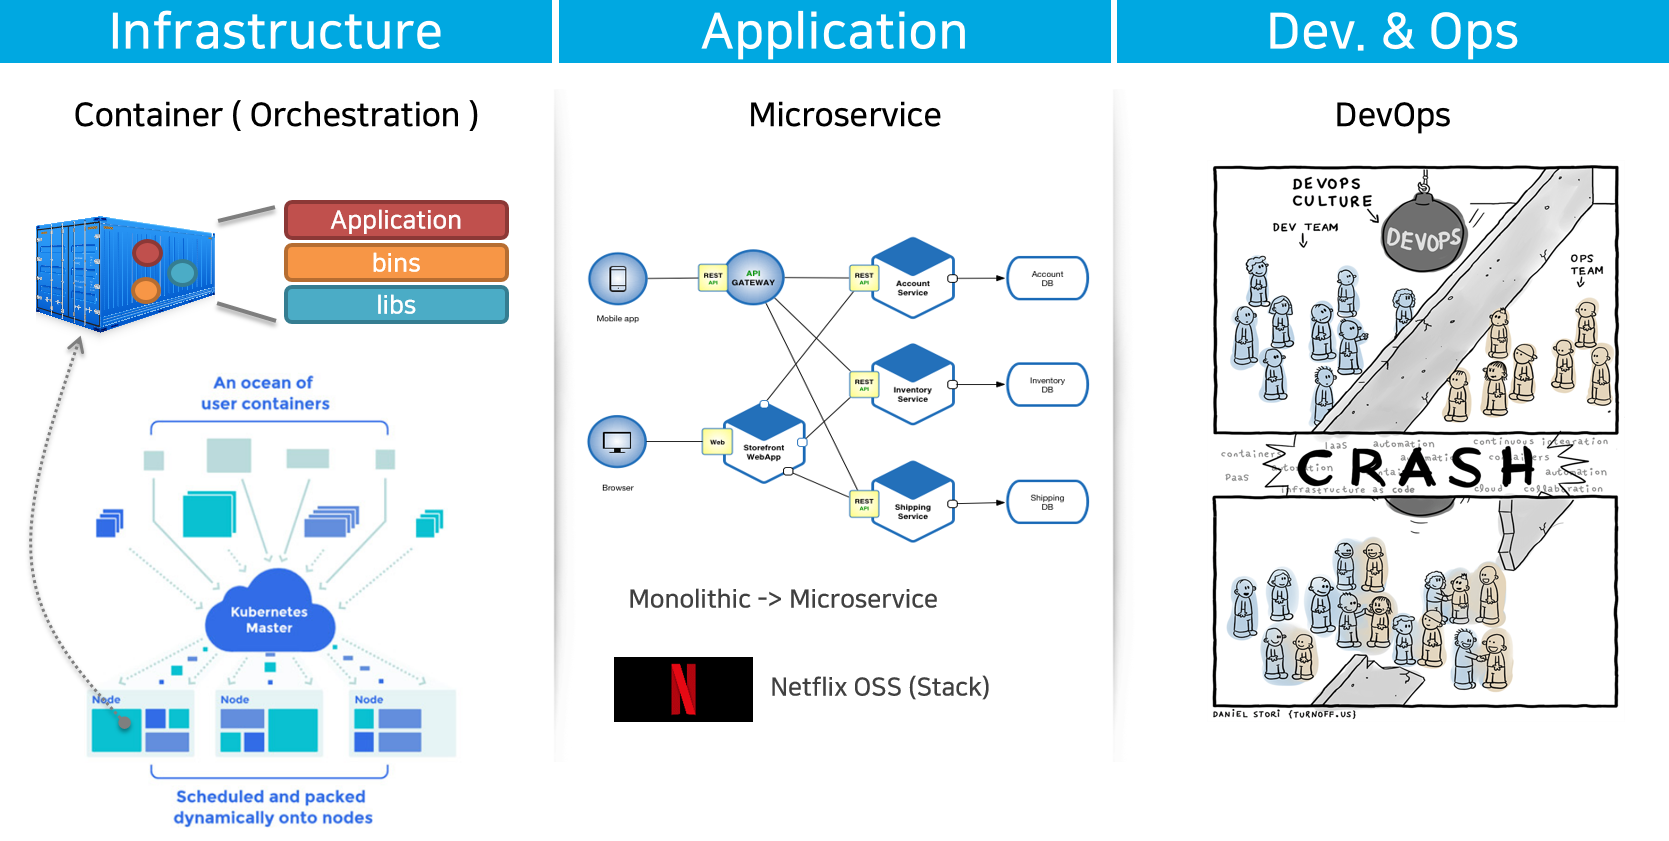 Infrastructure
Application
Dev. & Ops
Container ( Orchestration )
Application
bins
libs
An ocean of
user containers
Kubernetes
Master
Node
Node
Node
Scheduled and packed
dynamically onto nodes
Microservice
Mobile app
REST
API
API
GATEWAY
REST
API
Account
Service
Account
DB
REST
API
Inventory
Service
Inventory
DB
Browser
Web
Storefront
WebApp
REST
API
Shipping
Service
Shipping
DB
Monolithic -> Microservice
N
Netflix OSS (Stack)
DevOps
DEVOPS
CULTURE
DEV TEAM
DEVOPS
OPS
TEAM
containers
IaaS
automation
continuous integration
automation
containers
PaaS
automation
automation
CRASH
infrastructure as code
cloud
collaboration
DANIEL STORI {TURNOFF.US}